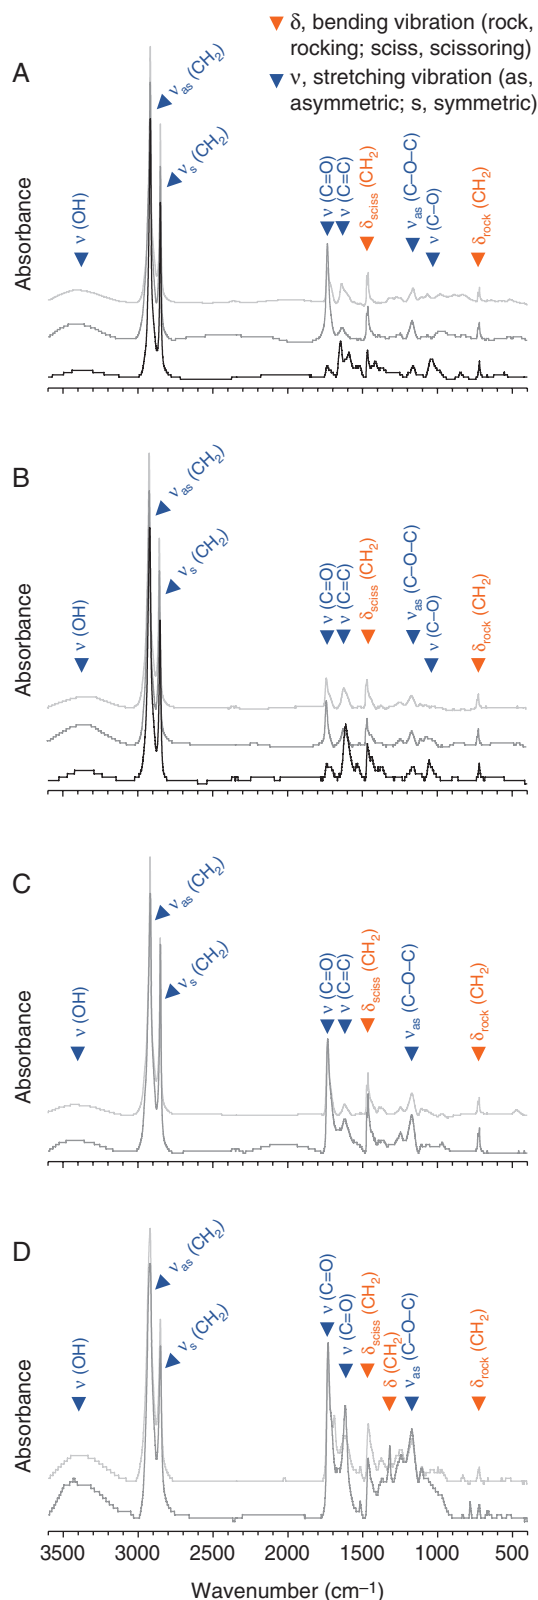 ▼ δ, bending vibration (rock,
rocking; sciss, scissoring)
▼ ν, stretching vibration (as,
asymmetric; s, symmetric)
A
Absorbance
ν (OH)
νas (CH2)
νs (CH2)
ν (C=O)
ν (C=C)
δsciss (CH2)
νas (C–O–C)
ν (C–O)
δrock (CH2)
B
Absorbance
ν (OH)
νas (CH2)
νs (CH2)
ν (C=O)
ν (C=C)
δsciss (CH2)
νas (C–O–C)
ν (C–O)
δrock (CH2)
C
Absorbance
ν (OH)
νas (CH2)
νs (CH2)
ν (C=O)
ν (C=C)
δsciss (CH2)
νas (C–O–C)
δrock (CH2)
D
Absorbance
ν (OH)
νas (CH2)
νs (CH2)
ν (C=O)
ν (C=O)
δsciss (CH2)
δ (CH2)
νas (C–O–C)
δrock (CH2)
3600 3000 2500 2000 1500 1000 400
Wavenumber (cm–1)